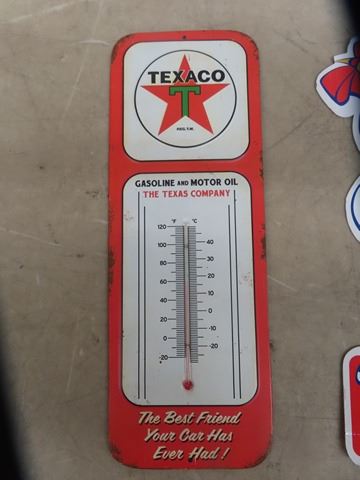 TEXACO
T
REG. T.M.
GASOLINE AND MOTOR OIL
THE TEXAS COMPANY
°F °C
120
40
100
30
80
20
60
10
40
0
20
-10
0
-20
-20
The Best Friend
Your Car Has
Ever Had!